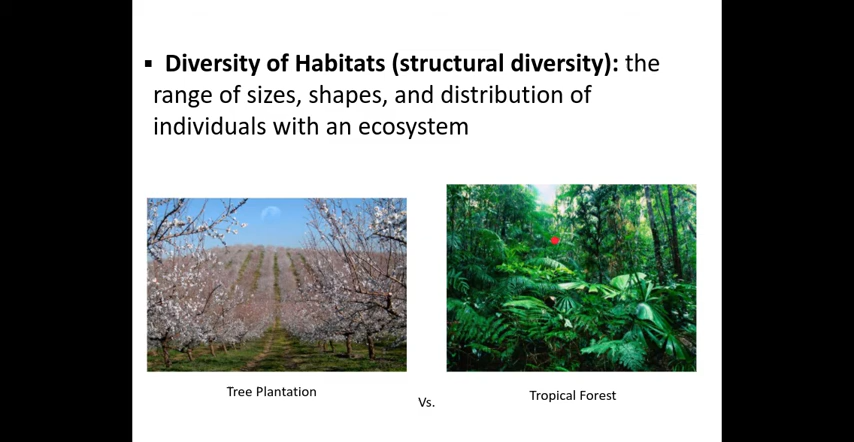 ▪ Diversity of Habitats (structural diversity): the
range of sizes, shapes, and distribution of
individuals with an ecosystem
Tree Plantation
Vs.
Tropical Forest